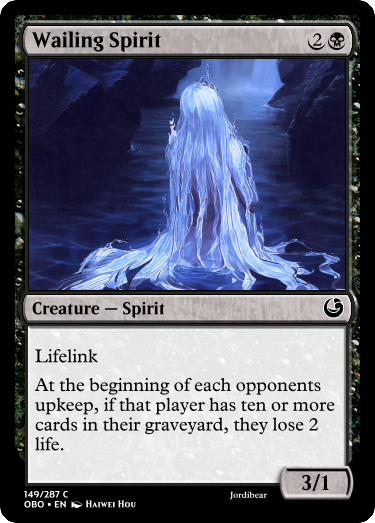 Wailing Spirit 2
Creature — Spirit
Lifelink
At the beginning of each opponents
upkeep, if that player has ten or more
cards in their graveyard, they lose 2
life.
3/1
149/287 C
OBO • EN Haiwei Hou
Jordibear